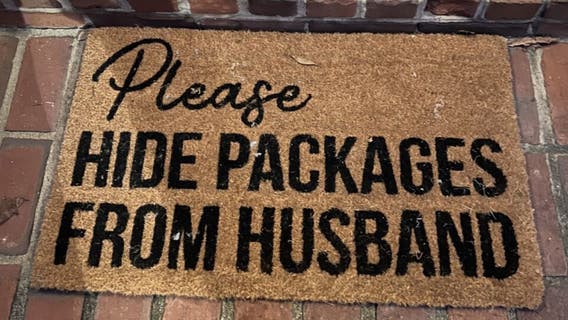 Please
HIDE PACKAGES
FROM HUSBAND